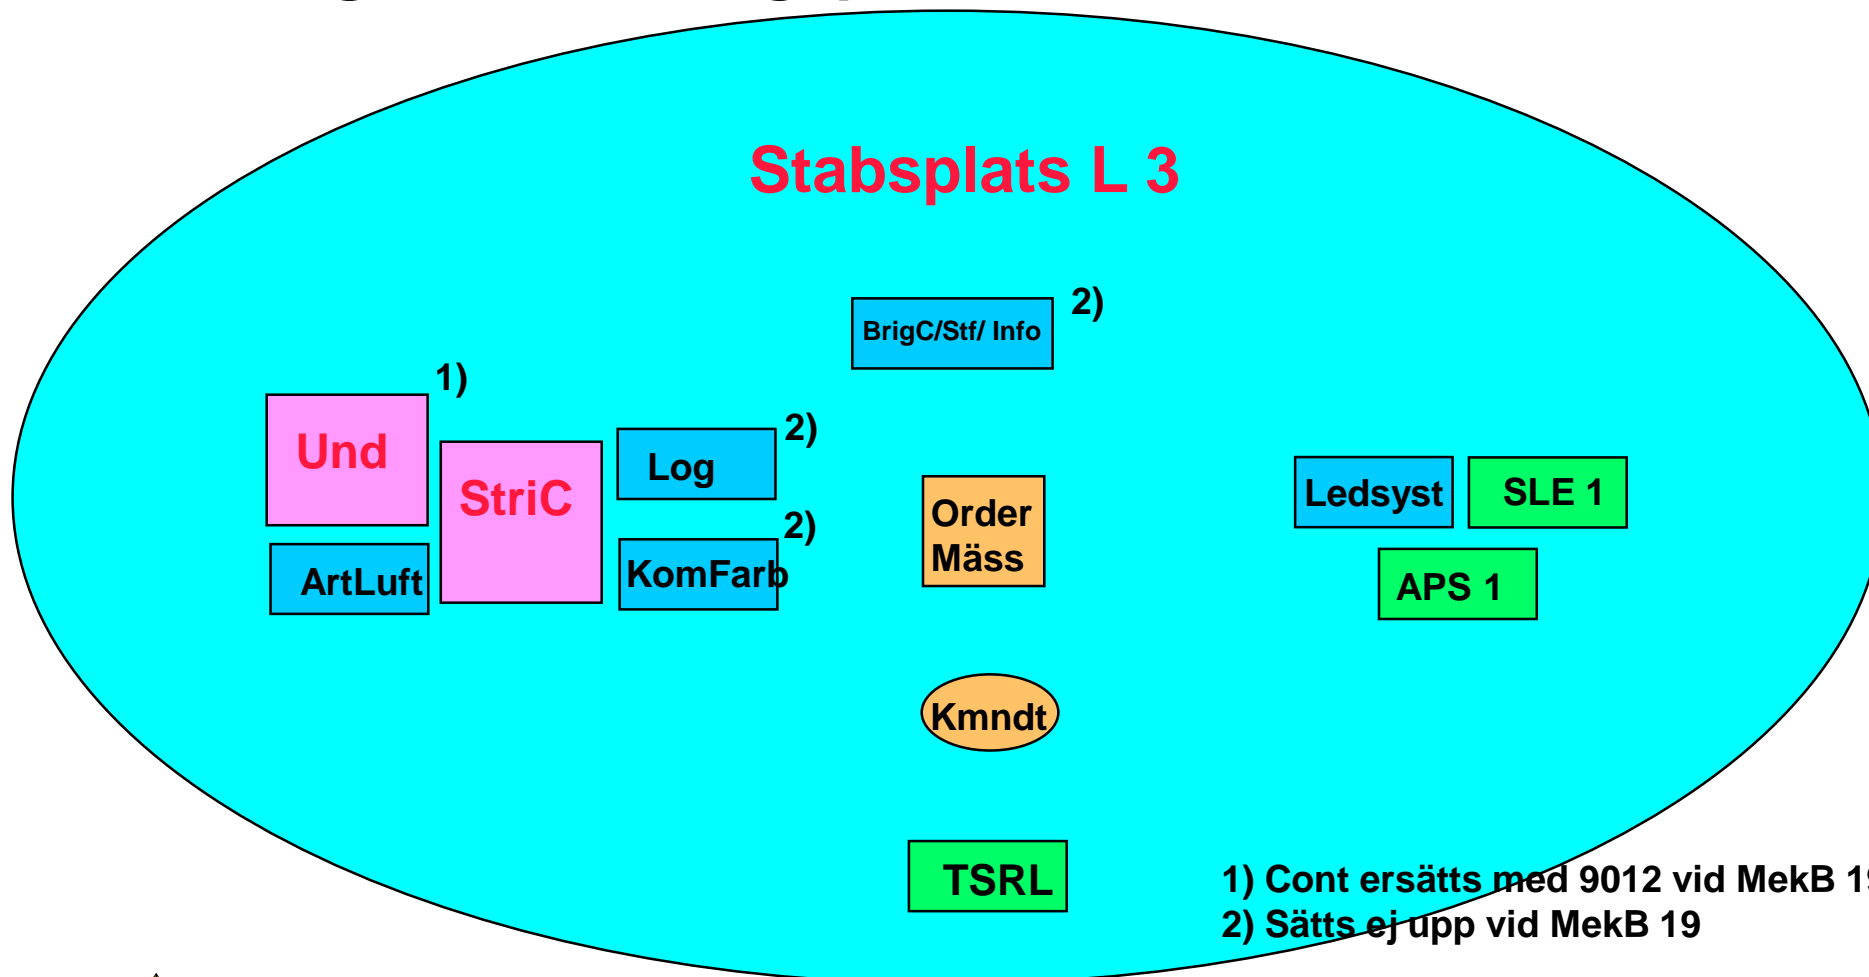 Stabsplats L 3
BrigC/Stf/ Info
2)
1)
Und
StriC
Log
2)
ArtLuft
KomFarb
2)
Order
Mäss
Ledsyst
SLE 1
APS 1
Kmndt
TSRL
1) Cont ersätts med 9012 vid MekB 19
2) Sätts ej upp vid MekB 19